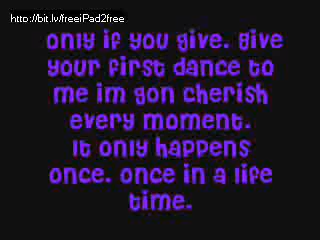 http://bit.lv/freeiPad2free
only if you give. give
your first dance to
me im gon cherish
every moment.
it only happens
once. once in a life
time.